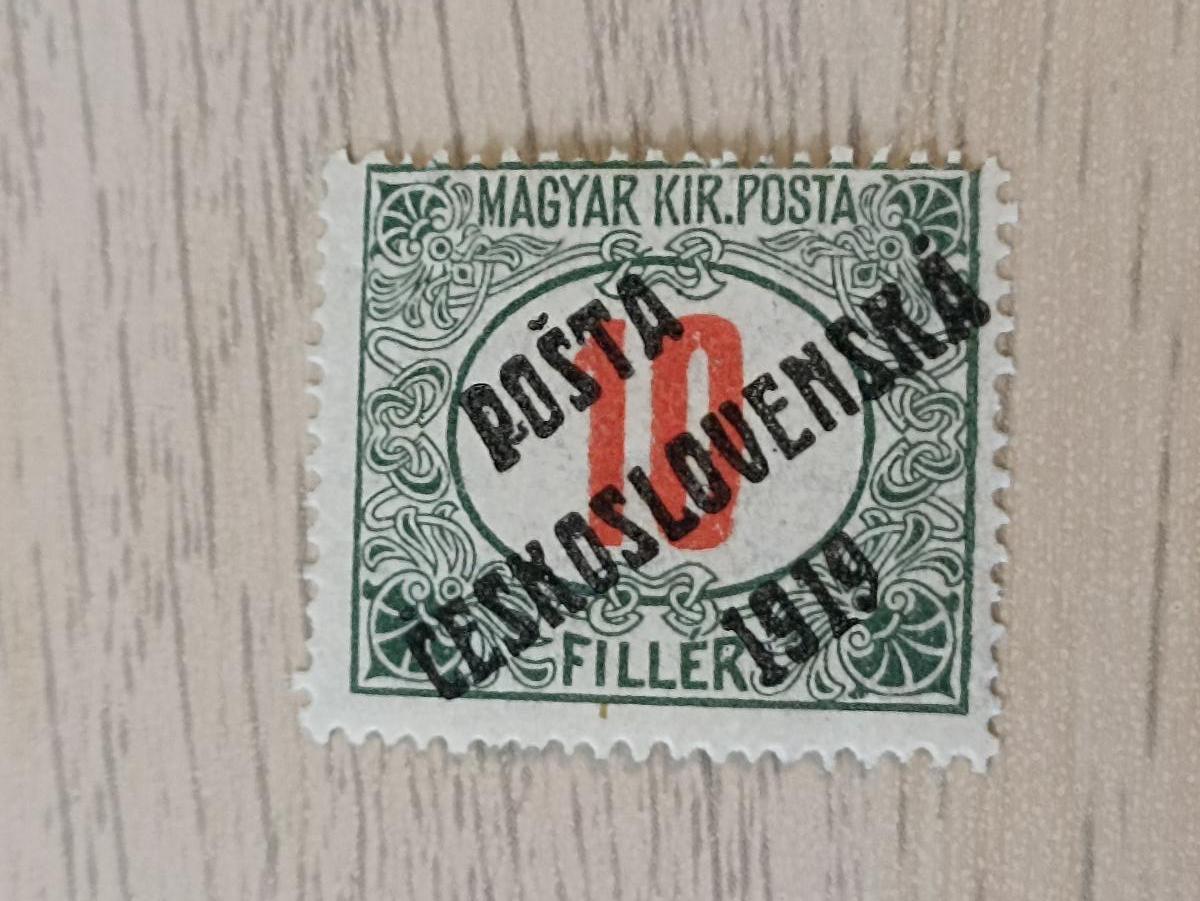 MAGYAR KIR. POSTA
POŠTA
ČESKOSLOVENSKÁ
1919
10
FILLÉR